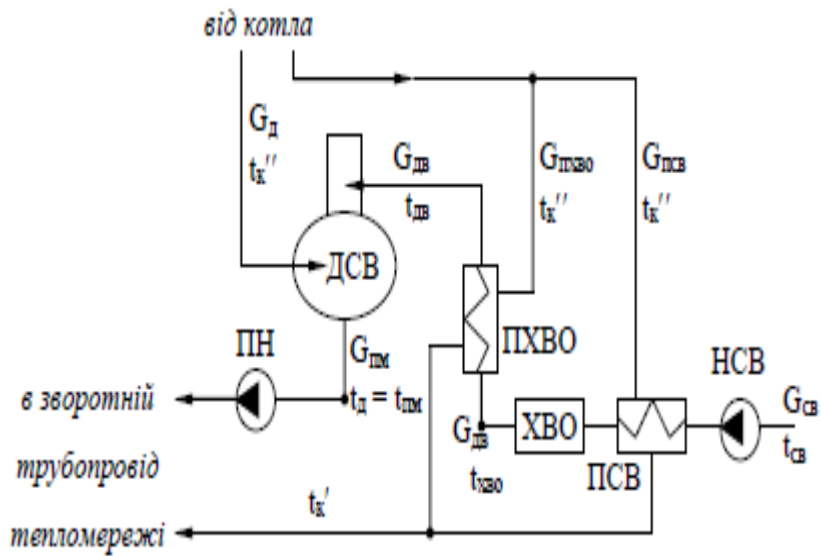 від котла
Gд
tк''
Gдв
tдв
Gпхво
tк''
Gпсв
tк''
ДСВ
ПН
Gпм
ПХВО
НСВ
в зворотній
tд = tпм
Gдв
ХВО
Gсв
tсв
трубопровід
tхво
ПСВ
tк'
тепломережі